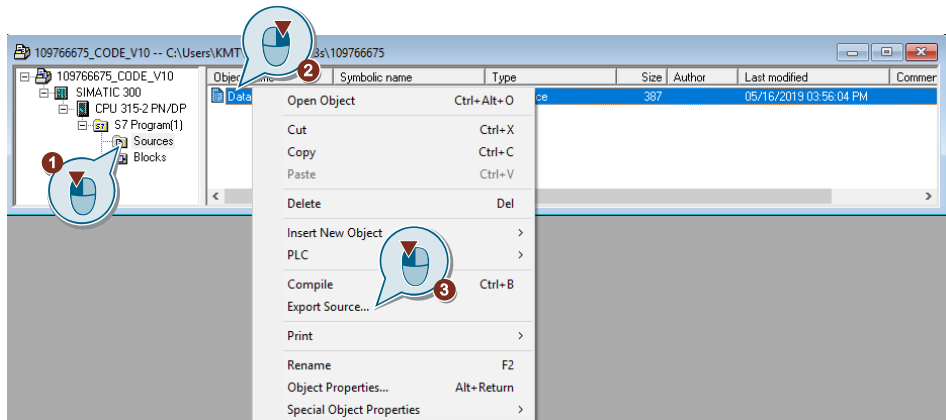 109766675_CODE_V10 -- C:\Users\KMT 3s\109766675
2
109766675_CODE_V10
SIMATIC 300
CPU 315-2 PN/DP
S7 Program(1)
Sources
Blocks
1
Symbolic name Type Size Author Last modified Commer
Data 387 05/16/2019 03:56:04 PM
Open Object Ctrl+Alt+O
Cut Ctrl+X
Copy Ctrl+C
Paste Ctrl+V
Delete Del
Insert New Object >
PLC >
Compile Ctrl+B
3
Export Source...
Print >
Rename F2
Object Properties... Alt+Return
Special Object Properties >